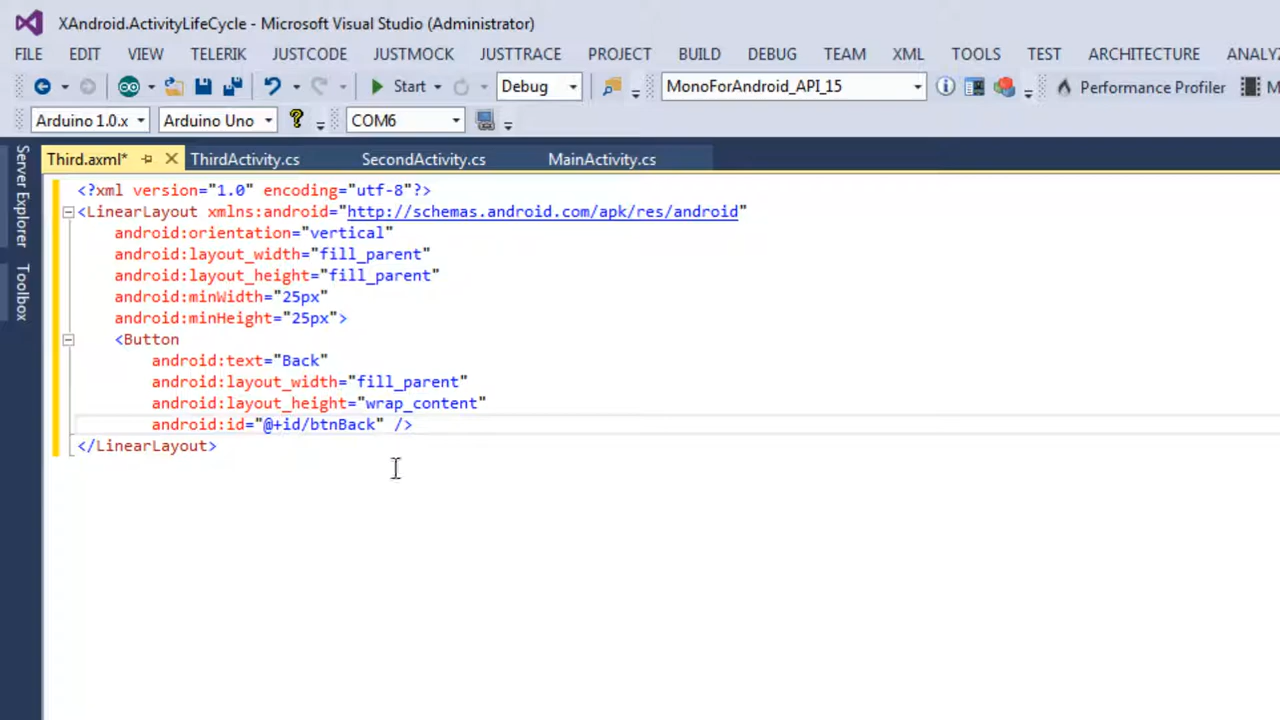 XAndroid.ActivityLifeCycle - Microsoft Visual Studio (Administrator)
FILE EDIT VIEW TELERIK JUSTCODE JUSTMOCK JUSTTRACE PROJECT BUILD DEBUG TEAM XML TOOLS TEST ARCHITECTURE ANALYZ
Start Debug MonoForAndroid_API_15 Performance Profiler M
Arduino 1.0.x Arduino Uno COM6
Third.axml* ThirdActivity.cs SecondActivity.cs MainActivity.cs
Server Explorer
Toolbox
<?xml version="1.0" encoding="utf-8"?>
<LinearLayout xmlns:android="http://schemas.android.com/apk/res/android"
android:orientation="vertical"
android:layout_width="fill_parent"
android:layout_height="fill_parent"
android:minWidth="25px"
android:minHeight="25px">
<Button
android:text="Back"
android:layout_width="fill_parent"
android:layout_height="wrap_content"
android:id="@+id/btnBack" />
</LinearLayout>